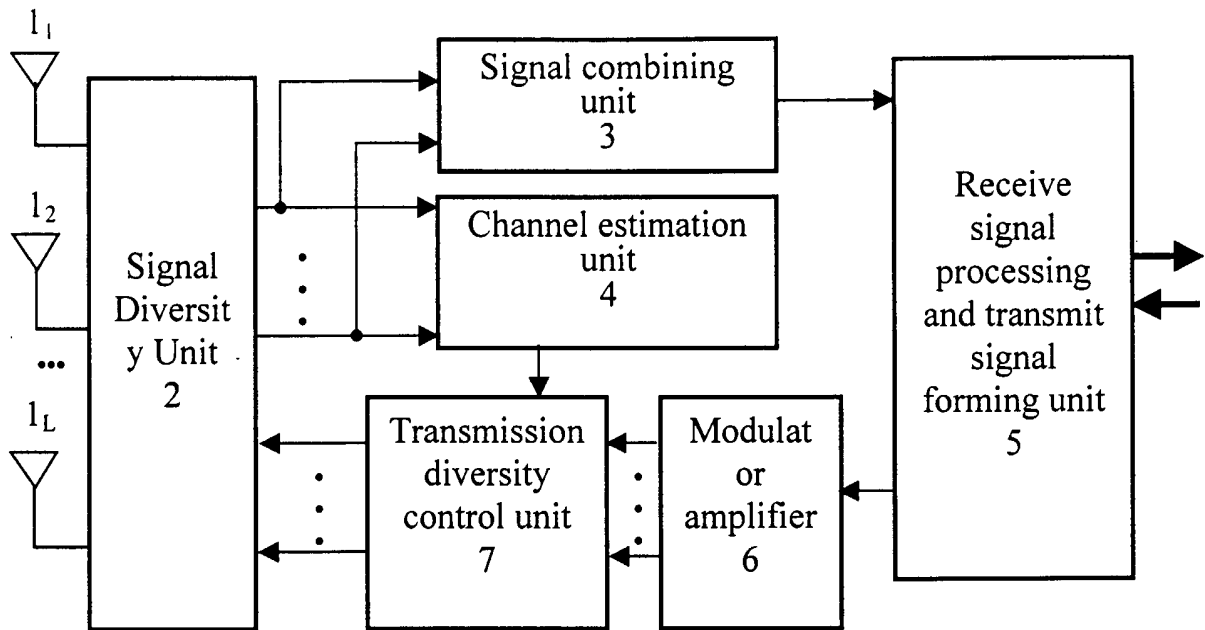 1₁
1₂
...
1_L
Signal
Diversit
y Unit
2
Signal combining
unit
3
Channel estimation
unit
4
Transmission
diversity
control unit
7
Modulat
or
amplifier
6
Receive
signal
processing
and transmit
signal
forming unit
5